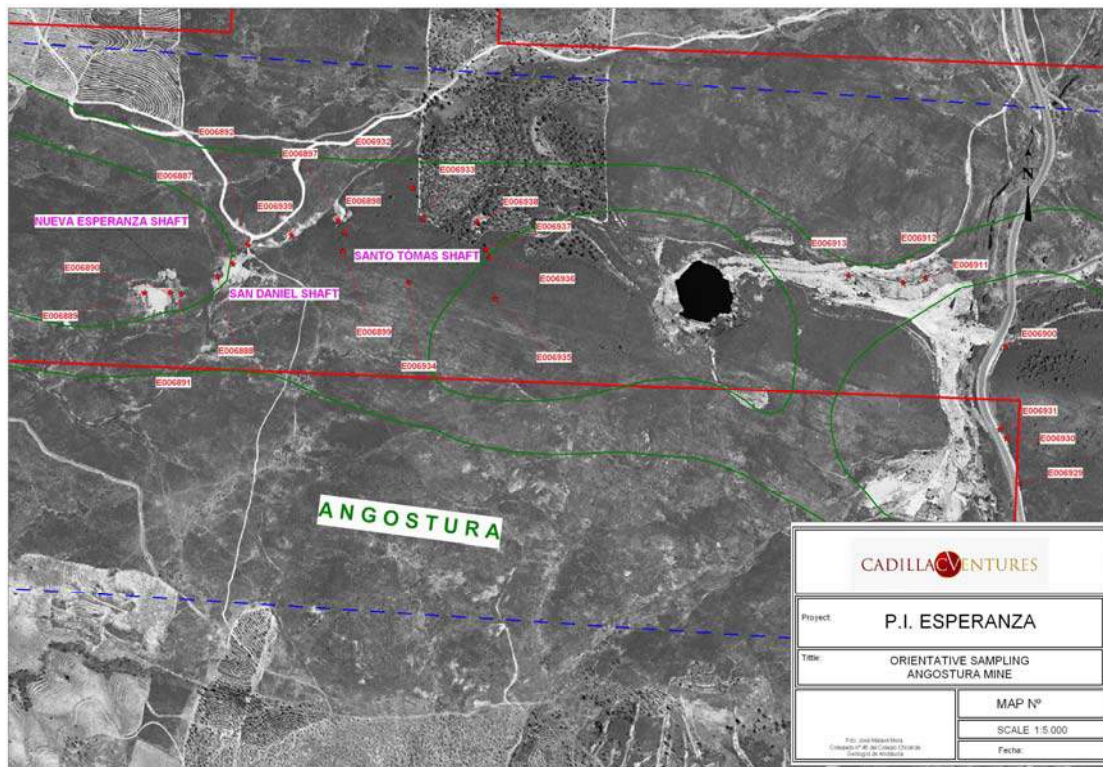 E006892
E006897
E006932
E006933
E006887
E006898
E006939
E006938
NUEVA ESPERANZA SHAFT
E006937
E006913
E006912
SANTO TÓMAS SHAFT
E006911
E006890
E006936
SAN DANIEL SHAFT
E006889
E006899
E006900
E006888
E006935
E006934
E006891
E006931
E006930
E006929
N
ANGOSTURA
CADILLAC VENTURES
Project:
P.I. ESPERANZA
Tittle:
ORIENTATIVE SAMPLING
ANGOSTURA MINE
MAP Nº
SCALE 1:5.000
Fecha: